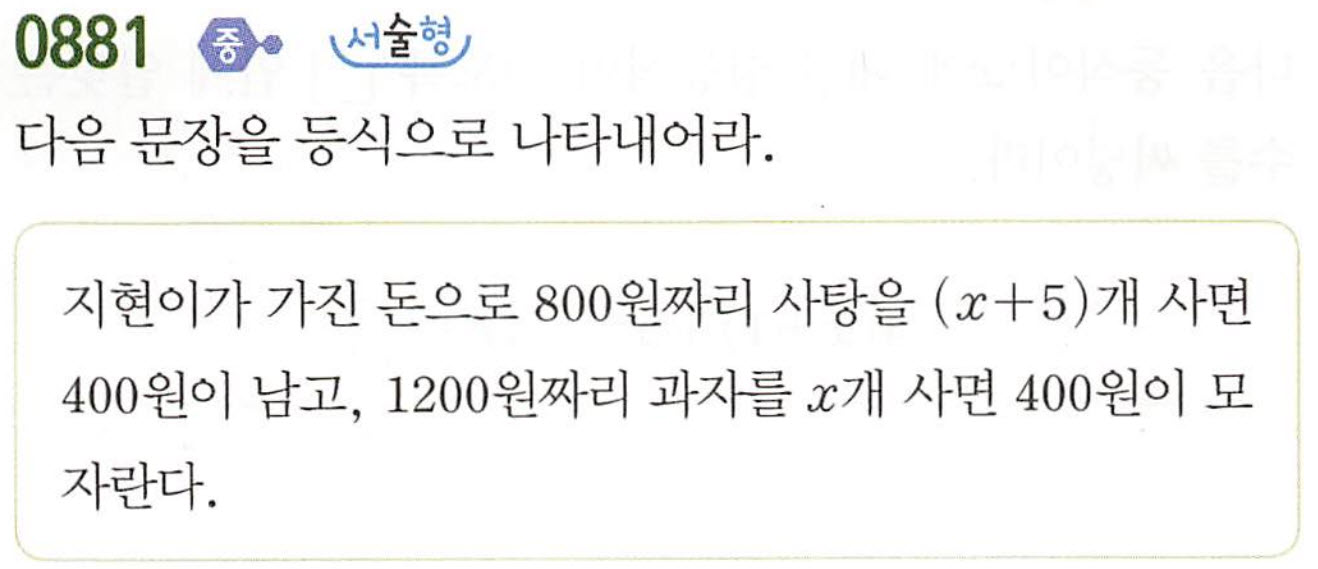 0881 중 서술형
다음 문장을 등식으로 나타내어라.
지현이가 가진 돈으로 800원짜리 사탕을 (x+5)개 사면
400원이 남고, 1200원짜리 과자를 x개 사면 400원이 모
자란다.